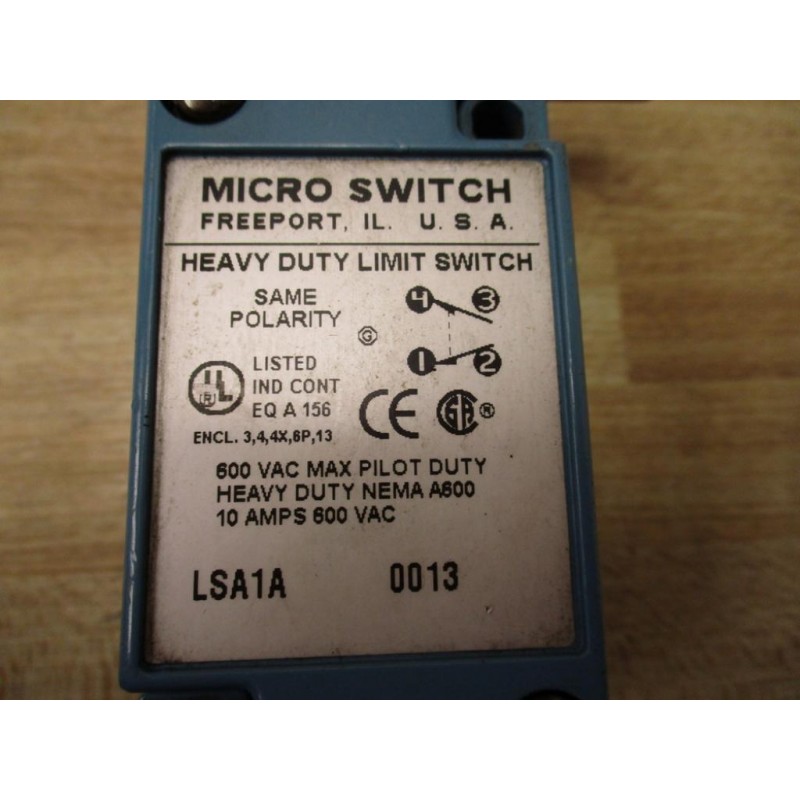 MICRO SWITCH
FREEPORT, IL. U. S. A.
HEAVY DUTY LIMIT SWITCH
SAME
POLARITY
4 3
G
1 2
UL
R
LISTED
IND CONT
EQ A 156
CE ®
ENCL. 3,4,4X,6P,13
600 VAC MAX PILOT DUTY
HEAVY DUTY NEMA A600
10 AMPS 600 VAC
LSA1A 0013